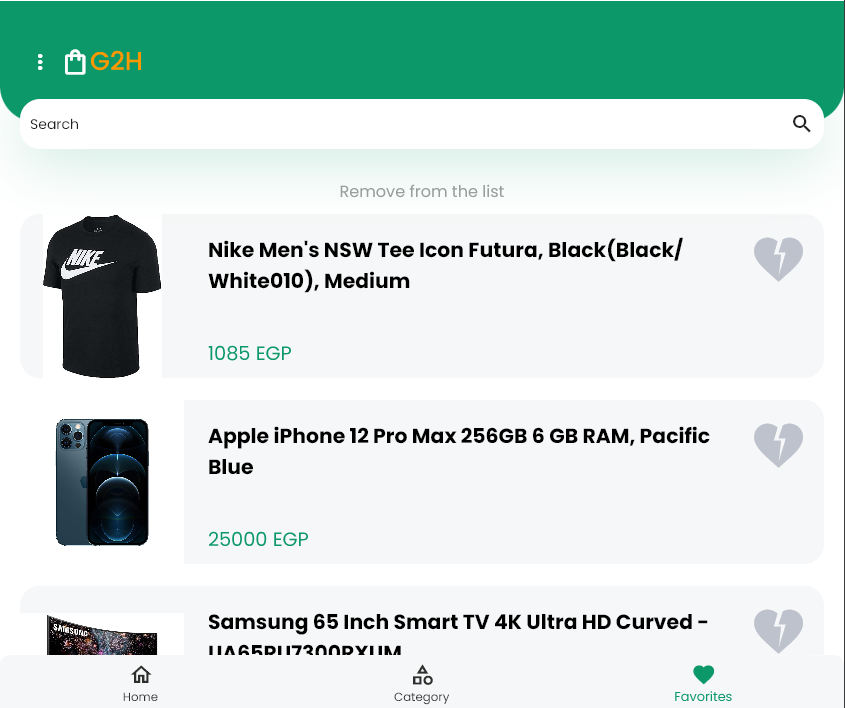 G2H
Search
Remove from the list
NIKE
Nike Men's NSW Tee Icon Futura, Black(Black/
White010), Medium
1085 EGP
Apple iPhone 12 Pro Max 256GB 6 GB RAM, Pacific
Blue
25000 EGP
SAMSUNG
Samsung 65 Inch Smart TV 4K Ultra HD Curved -
UA65RU7300RXUM
Home
Category
Favorites